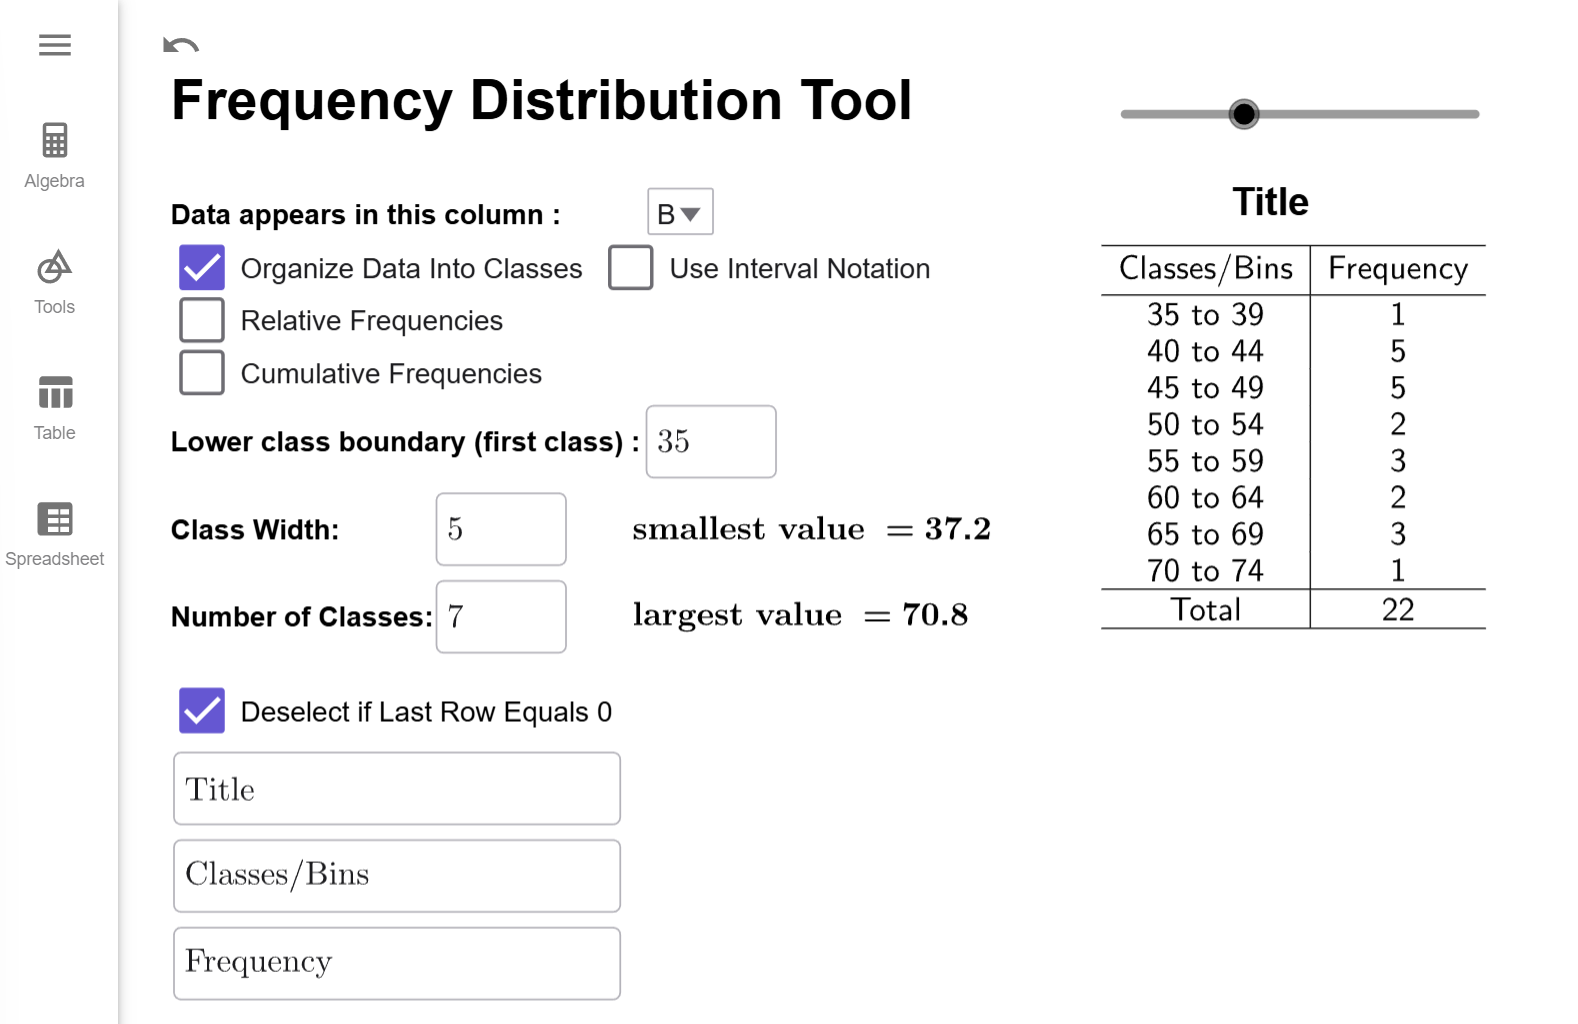 Algebra
Tools
Table
Spreadsheet
Frequency Distribution Tool
Data appears in this column : B
Organize Data Into Classes Use Interval Notation
Relative Frequencies
Cumulative Frequencies
Lower class boundary (first class) : 35
Class Width: 5 smallest value = 37.2
Number of Classes: 7 largest value = 70.8
Deselect if Last Row Equals 0
Title
Classes/Bins
Frequency
Title
Classes/Bins Frequency
35 to 39 1
40 to 44 5
45 to 49 5
50 to 54 2
55 to 59 3
60 to 64 2
65 to 69 3
70 to 74 1
Total 22